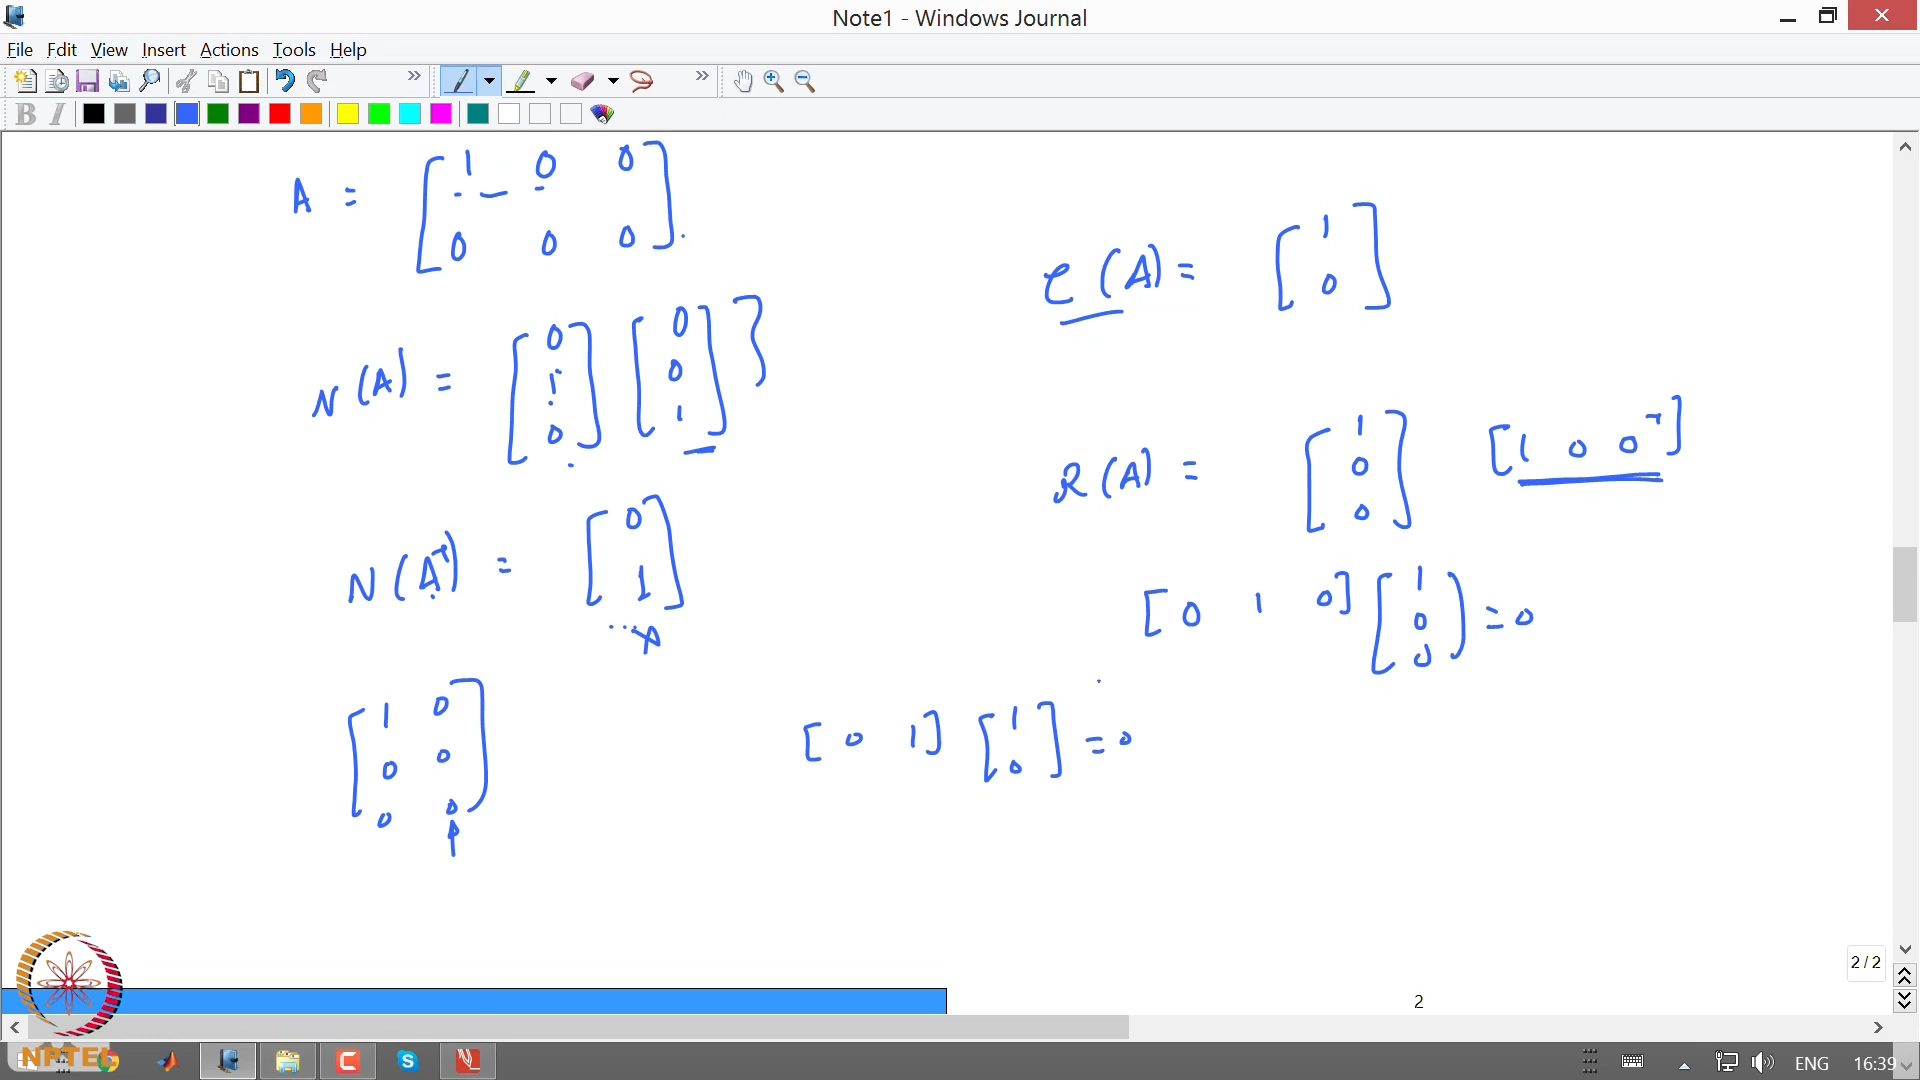 Note1 - Windows Journal
File Edit View Insert Actions Tools Help
B I
A = [ 1 0 0
0 0 0 ].
C (A) = [ 1
0 ]
N (A) = [ 0
1
0 ] [ 0
0
1 ] }
R (A) = [ 1
0
0 ] [1 0 0ᵀ]
N (Aᵀ) = [ 0
1 ]
[ 0 1 0] [ 1
0
0 ) = 0
[ 1 0
0 0
0 0 ]
[ 0 1] [ 1
0 ] = 0
2 / 2
2
NPTEL
ENG 16:39